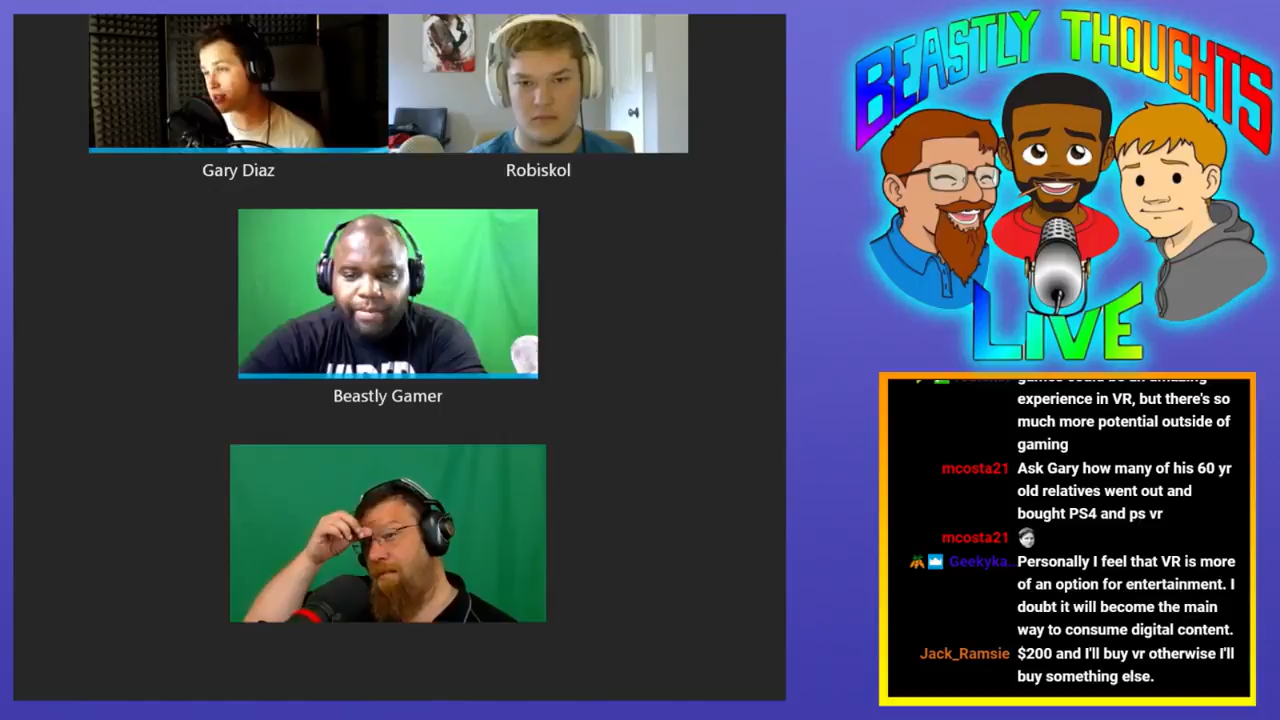 BEASTLY THOUGHTS
LIVE
Gary Diaz
Robiskol
Beastly Gamer
experience in VR, but there's so
much more potential outside of
gaming
mcosta21 Ask Gary how many of his 60 yr
old relatives went out and
bought PS4 and ps vr
mcosta21
Geekyka... Personally I feel that VR is more
of an option for entertainment. I
doubt it will become the main
way to consume digital content.
Jack_Ramsie $200 and I'll buy vr otherwise I'll
buy something else.